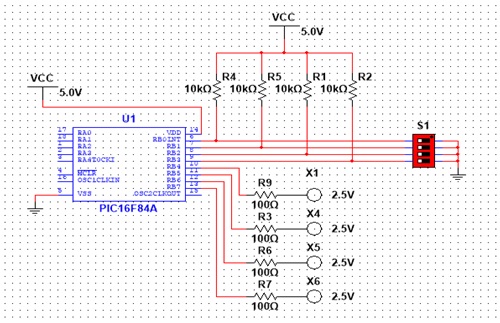 VCC
5.0V
VCC
5.0V
R4
R5
R1
R2
10kΩ
10kΩ
10kΩ
10kΩ
U1
S1
17 RA0 VDD 14
18 RA1 RB0INT 6
1 RA2 RB1 7
2 RA3 RB2 8
3 RA4T0CKI RB3 9
RB4 10
4 MCLR RB5 11
16 OSC1CLKIN RB6 12
RB7 13
5 VSS OSC2CLKOUT 15
PIC16F84A
R9
100Ω
X1
2.5V
R3
100Ω
X4
2.5V
R6
100Ω
X5
2.5V
R7
100Ω
X6
2.5V